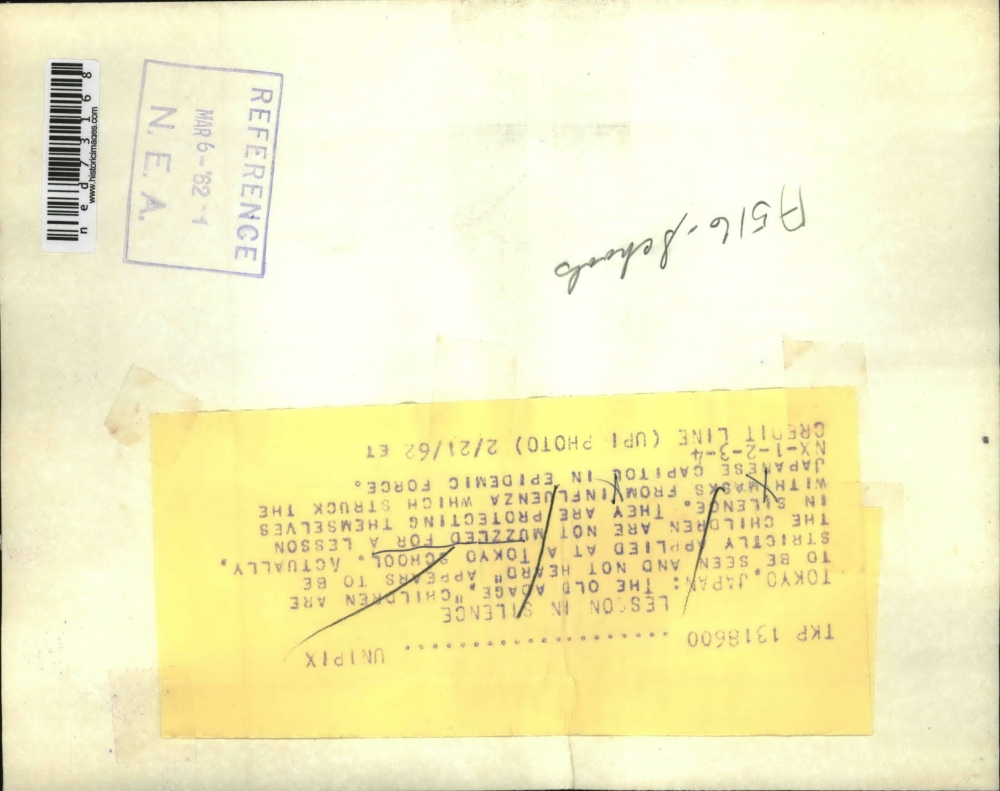 TKP 1318600 .................... UNIPIX
LESSON IN SILENCE
TOKYO, JAPAN: THE OLD ADAGE, "CHILDREN ARE
TO BE SEEN AND NOT HEARD" APPEARS TO BE
STRICTLY APPLIED AT A TOKYO SCHOOL. ACTUALLY,
THE CHILDREN ARE NOT MUZZLED FOR A LESSON
IN SILENCE. THEY ARE PROTECTING THEMSELVES
WITH MASKS FROM INFLUENZA WHICH STRUCK THE
JAPANESE CAPITOL IN EPIDEMIC FORCE.
NX-1-2-3-4
CREDIT LINE (UPI PHOTO) 2/21/62 ET
A516-Schools
REFERENCE
MAR 6-'62
N. E. A.
ned73168
www.historicimages.com